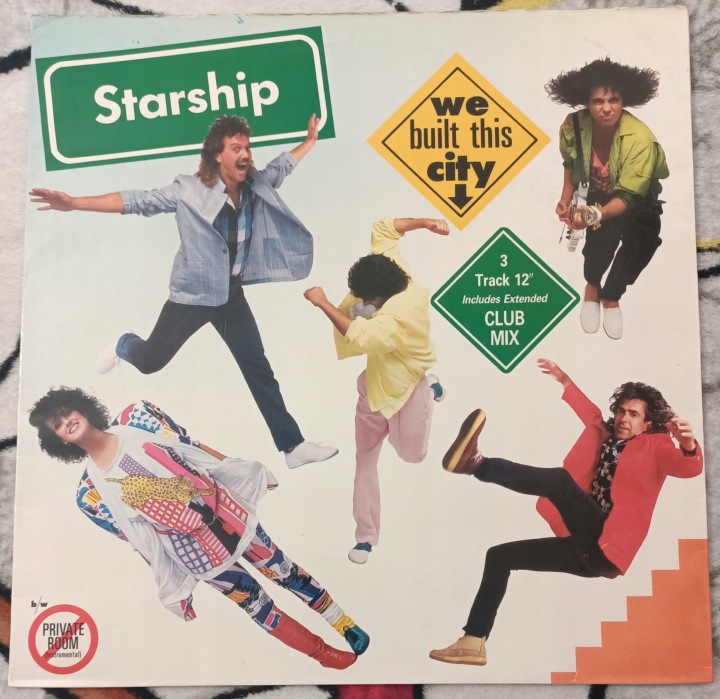 Starship
we
built this
city
3
Track 12"
Includes Extended
CLUB
MIX
b/w
PRIVATE
ROOM
(instrumental)